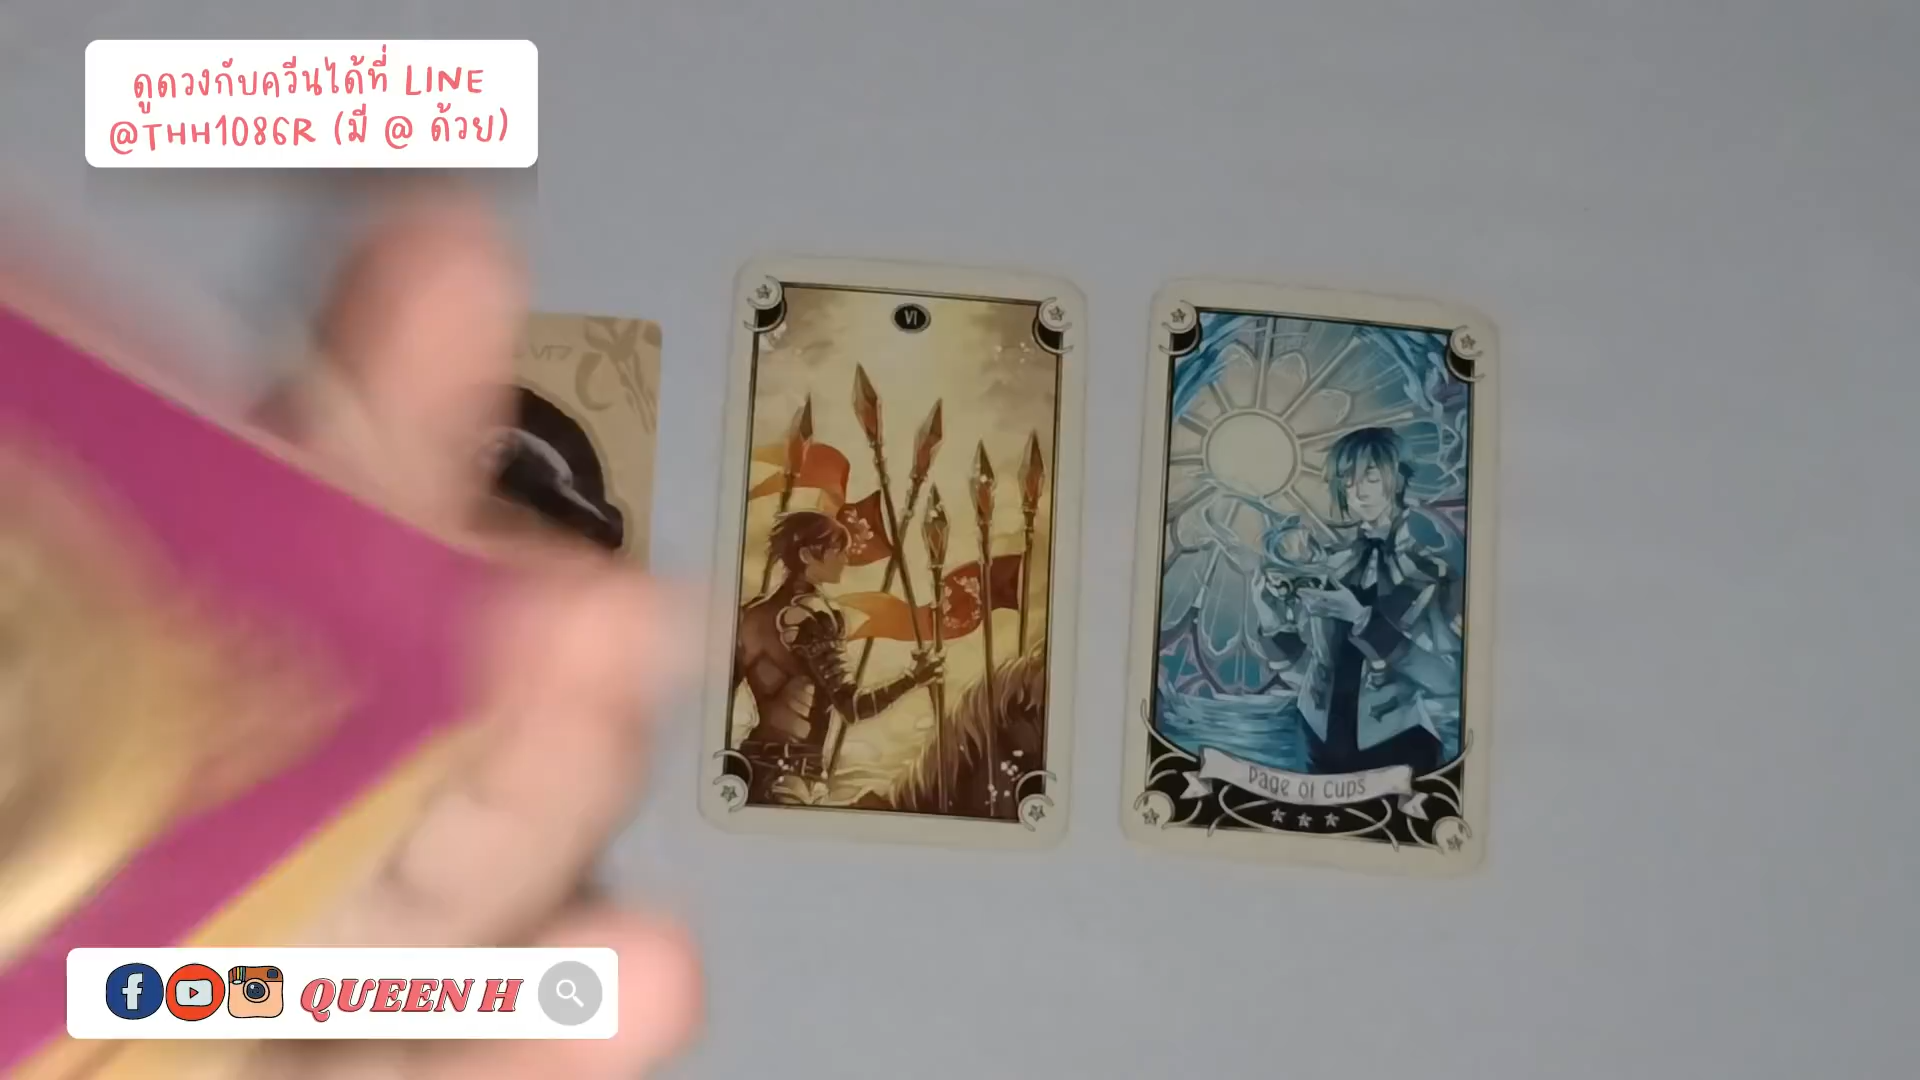 ดูดวงกับควีนได้ที่ LINE
@THH1086R (มี @ ด้วย)
VI
Page of Cups
QUEEN H